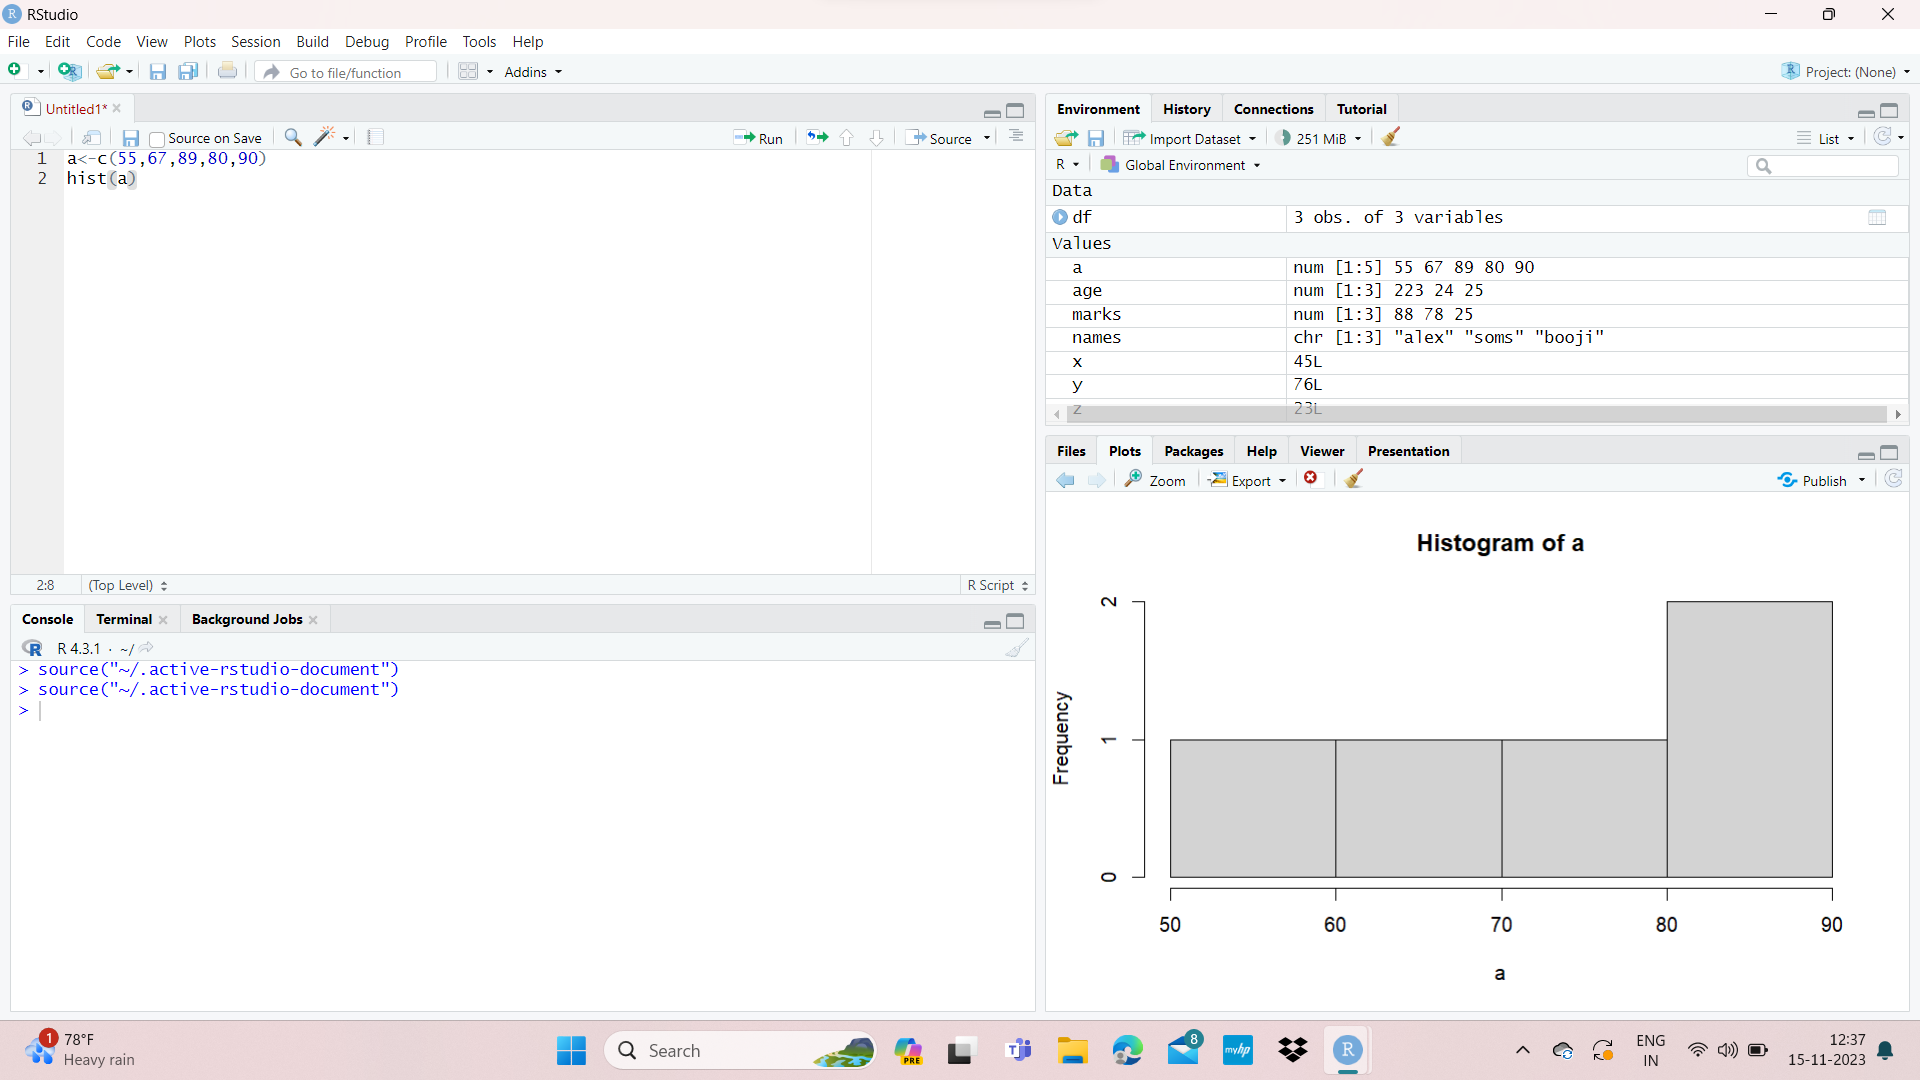 RStudio
File Edit Code View Plots Session Build Debug Profile Tools Help
Go to file/function Addins Project: (None)
Untitled1*
Source on Save Run Source
1 a<-c(55,67,89,80,90)
2 hist(a)
2:8 (Top Level) R Script
Console Terminal Background Jobs
R 4.3.1 · ~/
> source("~/.active-rstudio-document")
> source("~/.active-rstudio-document")
>
Environment History Connections Tutorial
Import Dataset 251 MiB List
R Global Environment
Data
df 3 obs. of 3 variables
Values
a num [1:5] 55 67 89 80 90
age num [1:3] 223 24 25
marks num [1:3] 88 78 25
names chr [1:3] "alex" "soms" "booji"
x 45L
y 76L
z 23L
Files Plots Packages Help Viewer Presentation
Zoom Export Publish
Histogram of a
Frequency
2
1
0
50 60 70 80 90
a
1 78°F
Heavy rain
Search
PRE
8
myhp
R
ENG
IN
12:37
15-11-2023